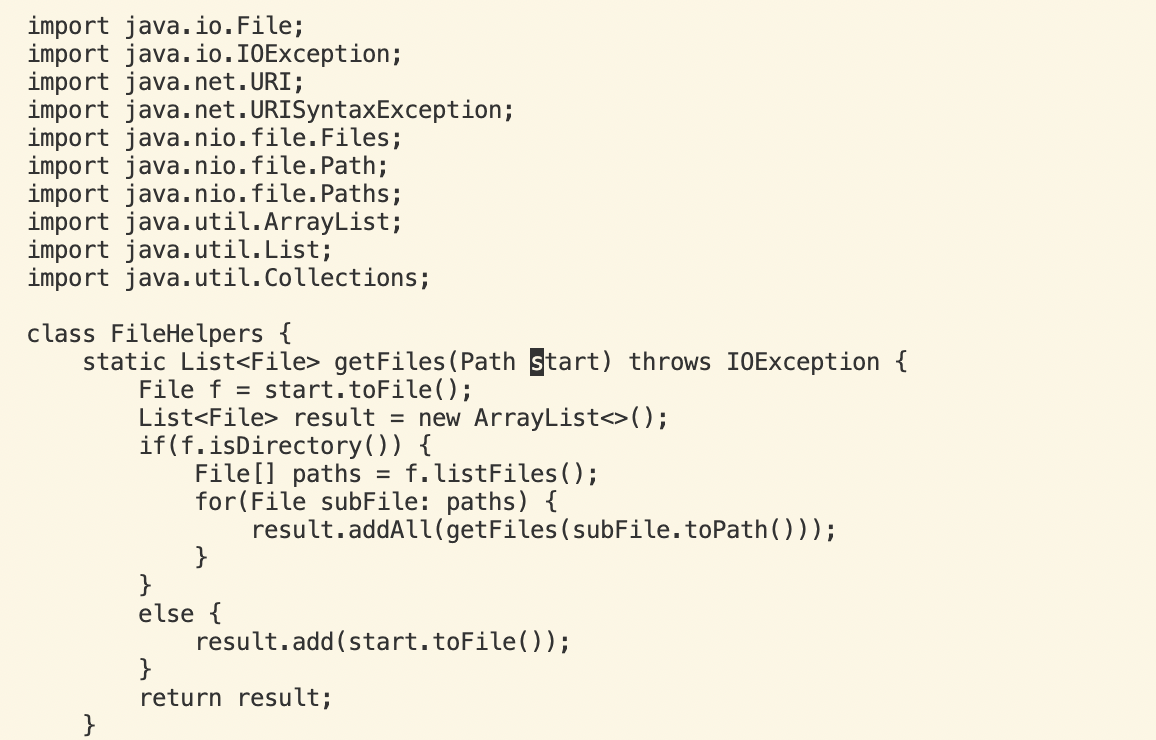 import java.io.File;
import java.io.IOException;
import java.net.URI;
import java.net.URISyntaxException;
import java.nio.file.Files;
import java.nio.file.Path;
import java.nio.file.Paths;
import java.util.ArrayList;
import java.util.List;
import java.util.Collections;

class FileHelpers {
    static List<File> getFiles(Path start) throws IOException {
        File f = start.toFile();
        List<File> result = new ArrayList<>();
        if(f.isDirectory()) {
            File[] paths = f.listFiles();
            for(File subFile: paths) {
                result.addAll(getFiles(subFile.toPath()));
            }
        }
        else {
            result.add(start.toFile());
        }
        return result;
    }